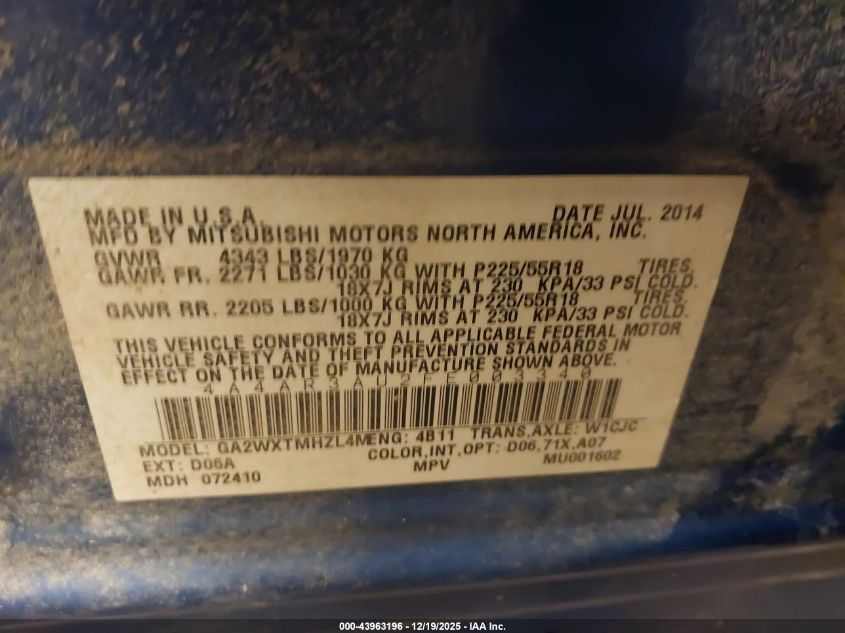 MADE IN U.S.A. DATE JUL. 2014
MFD BY MITSUBISHI MOTORS NORTH AMERICA, INC.
GVWR 4343 LBS/1970 KG
GAWR FR. 2271 LBS/1030 KG WITH P225/55R18 TIRES,
18X7J RIMS AT 230 KPA/33 PSI COLD.
GAWR RR. 2205 LBS/1000 KG WITH P225/55R18 TIRES,
18X7J RIMS AT 230 KPA/33 PSI COLD.
THIS VEHICLE CONFORMS TO ALL APPLICABLE FEDERAL MOTOR
VEHICLE SAFETY AND THEFT PREVENTION STANDARDS IN
EFFECT ON THE DATE OF MANUFACTURE SHOWN ABOVE.
4A4AR3AU2FE003340
MODEL: GA2WXTMHZL4M ENG: 4B11 TRANS,AXLE: W1CJC
EXT: D06A COLOR,INT,OPT: D06,71X,A07
MDH 072410 MPV MU001602
000-43963196 - 12/19/2025 - IAA Inc.